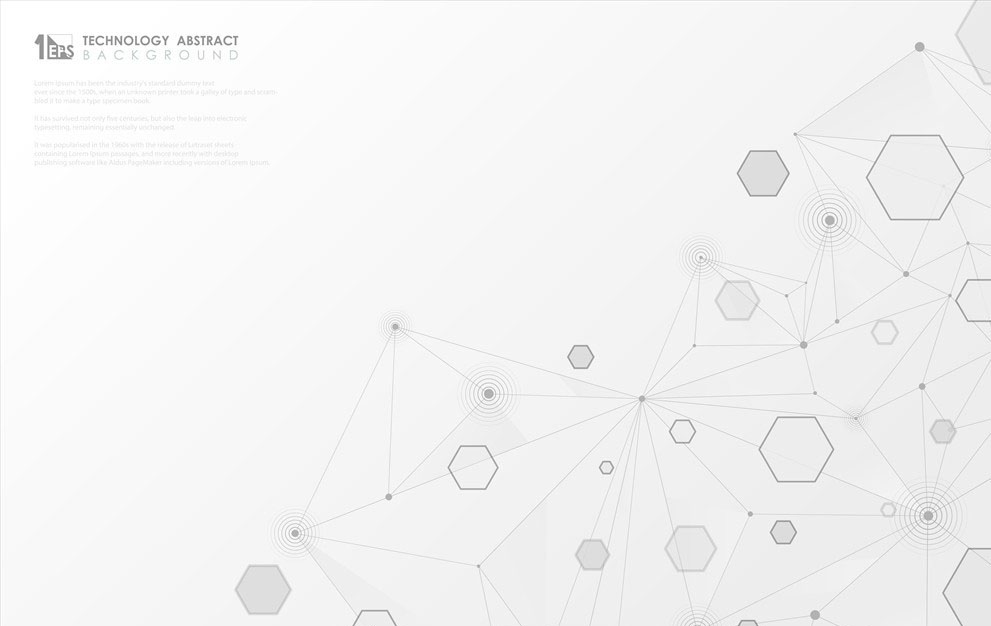 1EPS
TECHNOLOGY ABSTRACT
BACKGROUND
Lorem Ipsum has been the industry's standard dummy text
ever since the 1500s, when an unknown printer took a galley of type and scram-
bled it to make a type specimen book.
It has survived not only five centuries, but also the leap into electronic
typesetting, remaining essentially unchanged.
It was popularised in the 1960s with the release of Letraset sheets
containing Lorem Ipsum passages, and more recently with desktop
publishing software like Aldus PageMaker including versions of Lorem Ipsum.